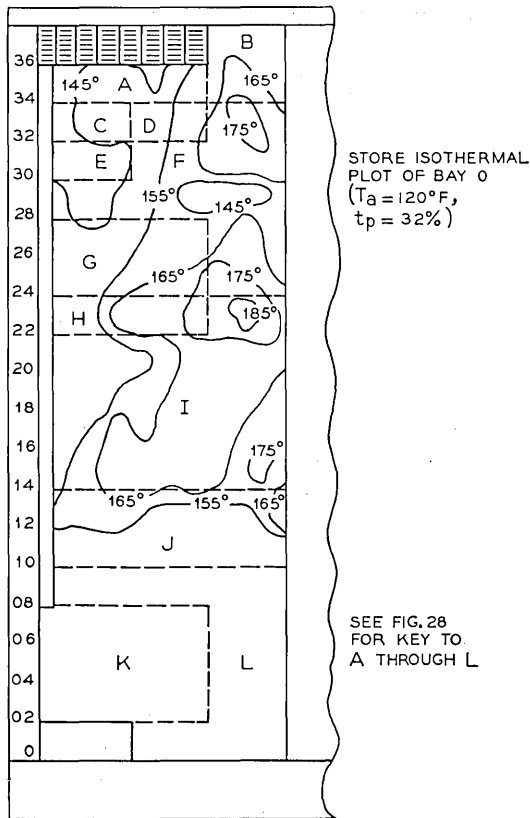 B
36
145°
A
165°
34
C
D
175°
32
E
F
30
155°
145°
28
G
26
165°
175°
24
H
185°
22
20
18
I
16
175°
14
165°
155°
165°
12
J
10
08
06
K
L
04
02
0
STORE ISOTHERMAL
PLOT OF BAY 0
(Ta = 120°F,
tp = 32%)
SEE FIG. 28
FOR KEY TO
A THROUGH L